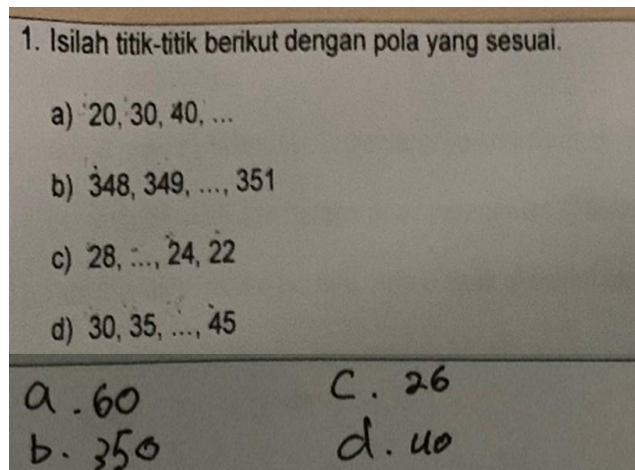 1. Isilah titik-titik berikut dengan pola yang sesuai.
a) 20, 30, 40, ...
b) 348, 349, ..., 351
c) 28, ..., 24, 22
d) 30, 35, ..., 45
a. 60
C. 26
b. 350
d. 40